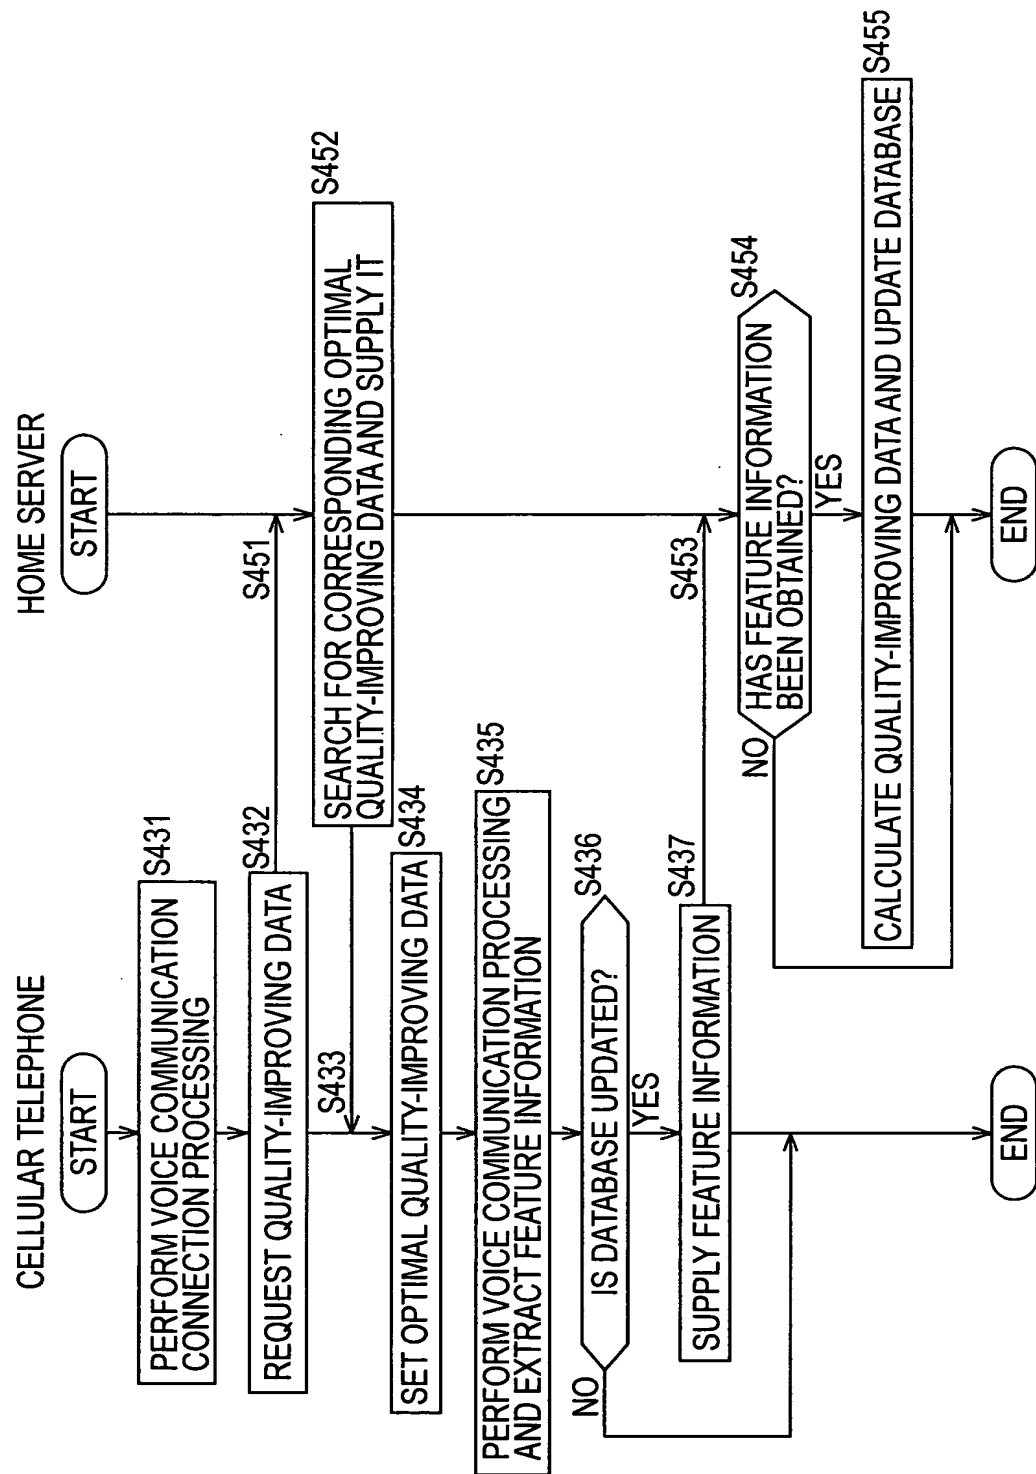 CELLULAR TELEPHONE
START
PERFORM VOICE COMMUNICATION
CONNECTION PROCESSING
S431
REQUEST QUALITY-IMPROVING DATA
S432
S433
SET OPTIMAL QUALITY-IMPROVING DATA
S434
PERFORM VOICE COMMUNICATION PROCESSING
AND EXTRACT FEATURE INFORMATION
S435
IS DATABASE UPDATED?
S436
NO
YES
SUPPLY FEATURE INFORMATION
S437
END
HOME SERVER
START
S451
SEARCH FOR CORRESPONDING OPTIMAL
QUALITY-IMPROVING DATA AND SUPPLY IT
S452
S453
HAS FEATURE INFORMATION
BEEN OBTAINED?
S454
NO
YES
CALCULATE QUALITY-IMPROVING DATA AND UPDATE DATABASE
S455
END